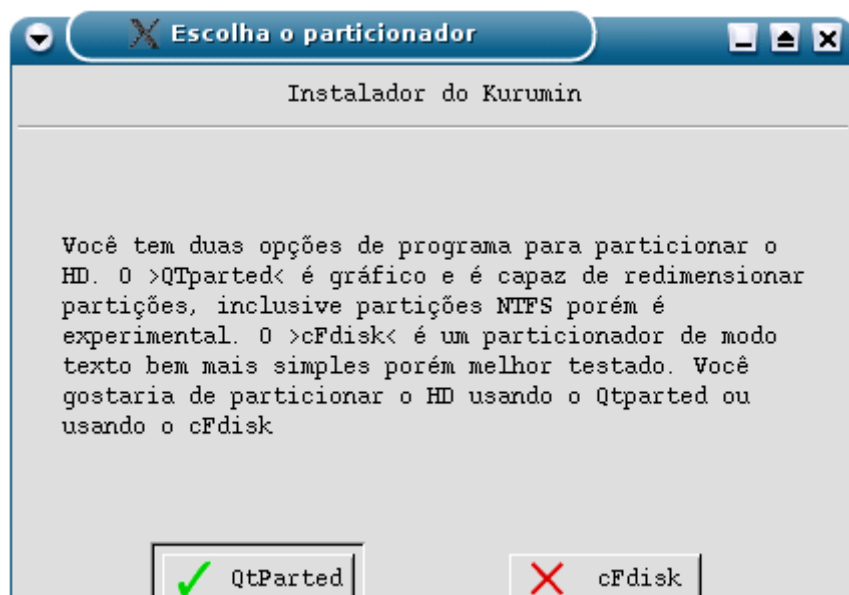 Escolha o particionador
Instalador do Kurumin
Você tem duas opções de programa para particionar o
HD. O >QTparted< é gráfico e é capaz de redimensionar
partições, inclusive partições NTFS porém é
experimental. O >cFdisk< é um particionador de modo
texto bem mais simples porém melhor testado. Você
gostaria de particionar o HD usando o Qtparted ou
usando o cFdisk
QtParted
cFdisk